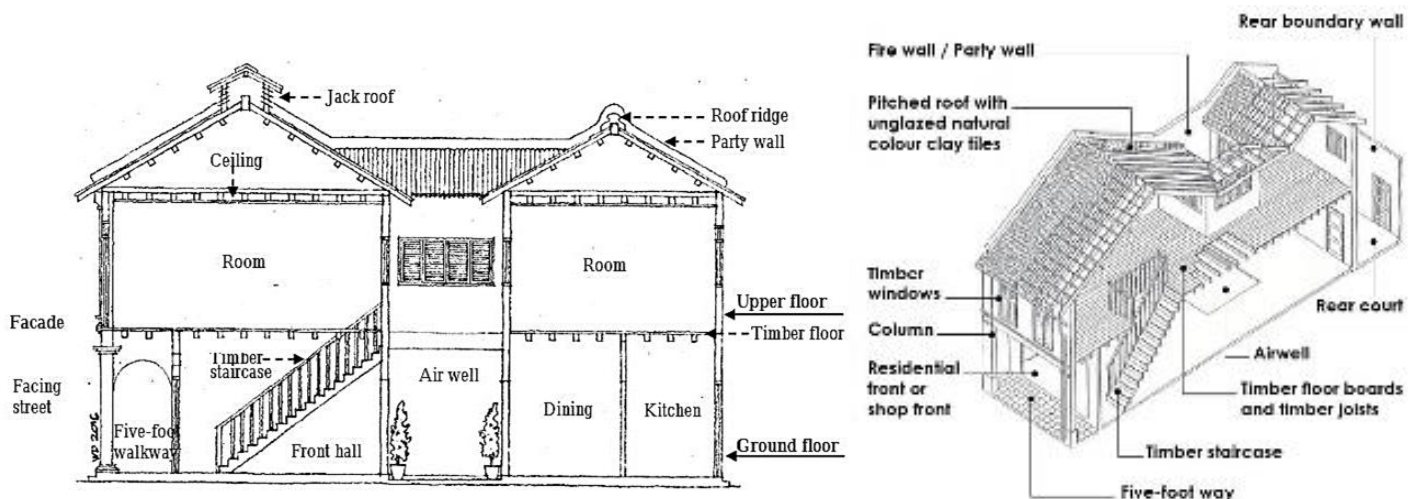 Jack roof
Roof ridge
Party wall
Ceiling
Room
Room
Upper floor
Facade
Timber floor
Timber
staircase
Air well
Facing
street
Dining
Kitchen
Five-foot
walkway
Front hall
Ground floor
WD 2016
Rear boundary wall
Fire wall / Party wall
Pitched roof with
unglazed natural
colour clay tiles
Timber
windows
Column
Residential
front or
shop front
Rear court
Airwell
Timber floor boards
and timber joists
Timber staircase
Five-foot way